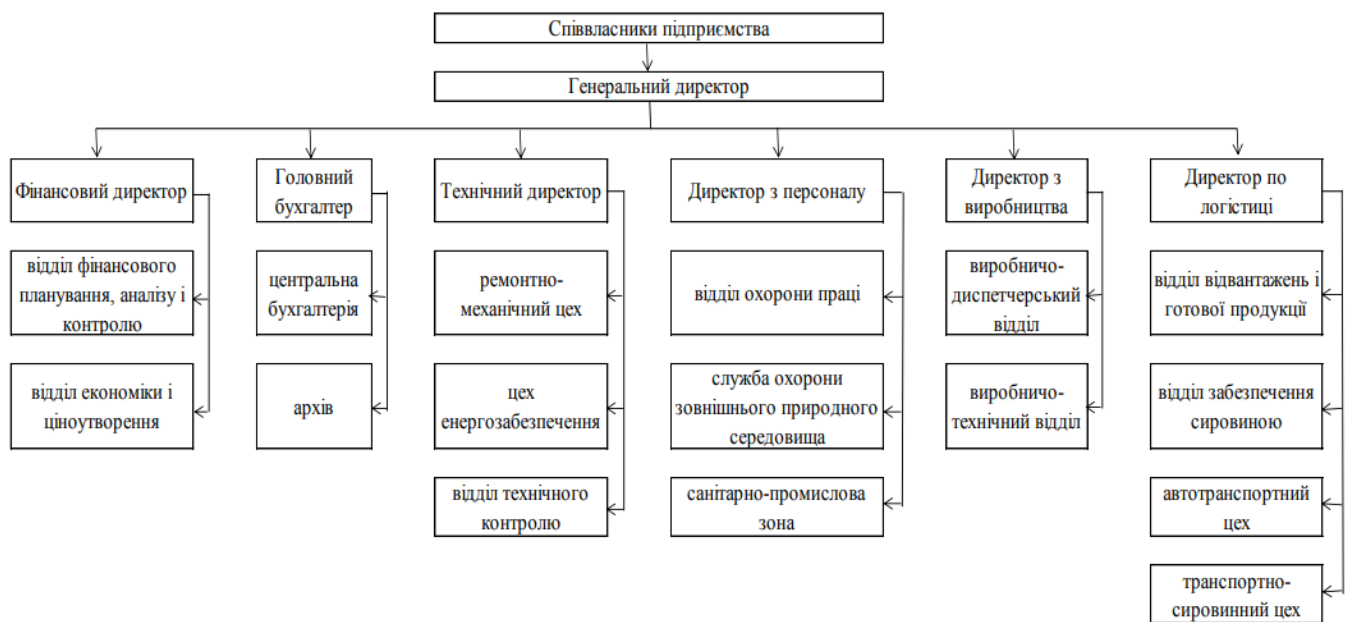 Співвласники підприємства
Генеральний директор
Фінансовий директор
Головний
бухгалтер
Технічний директор
Директор з персоналу
Директор з
виробництва
Директор по
логістиці
відділ фінансового
планування, аналізу і
контролю
центральна
бухгалтерія
ремонтно-
механічний цех
відділ охорони праці
виробничо-
диспетчерський
відділ
відділ відвантажень і
готової продукції
відділ економіки і
ціноутворення
архів
цех
енергозабезпечення
служба охорони
зовнішнього природного
середовища
виробничо-
технічний відділ
відділ забезпечення
сировиною
відділ технічного
контролю
санітарно-промислова
зона
автотранспортний
цех
транспортно-
сировинний цех